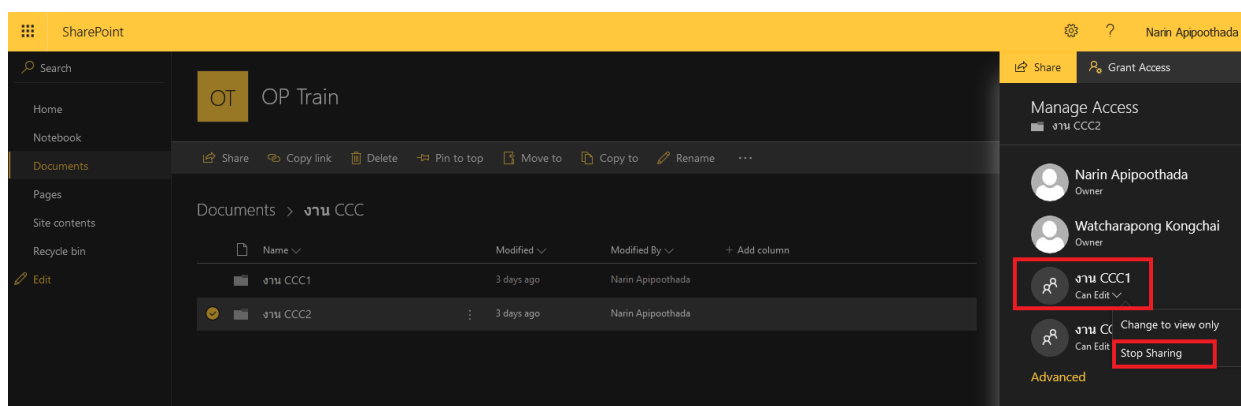 SharePoint
? Narin Apipoothada
Search
Home
Notebook
Documents
Pages
Site contents
Recycle bin
Edit
OT OP Train
Share Copy link Delete Pin to top Move to Copy to Rename ...
Documents > งาน CCC
Name Modified Modified By + Add column
งาน CCC1 3 days ago Narin Apipoothada
งาน CCC2 3 days ago Narin Apipoothada
Share Grant Access
Manage Access
งาน CCC2
Narin Apipoothada
Owner
Watcharapong Kongchai
Owner
งาน CCC1
Can Edit
งาน
Can Edit
Change to view only
Stop Sharing
Advanced